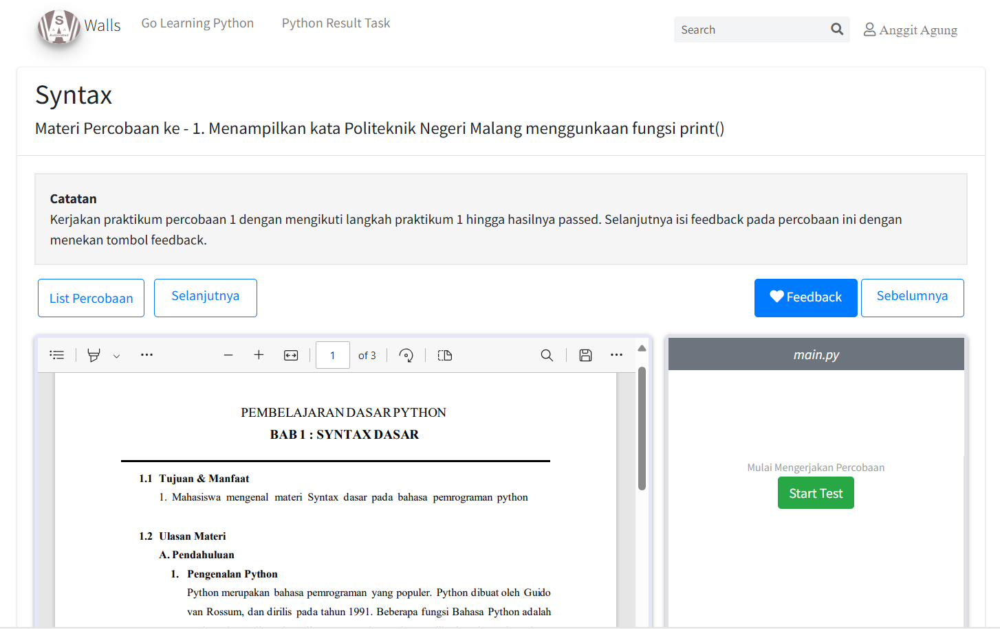 S
A A
Automated
Walls
Go Learning Python
Python Result Task
Search
Anggit Agung
Syntax
Materi Percobaan ke - 1. Menampilkan kata Politeknik Negeri Malang menggunkaan fungsi print()
Catatan
Kerjakan praktikum percobaan 1 dengan mengikuti langkah praktikum 1 hingga hasilnya passed. Selanjutnya isi feedback pada percobaan ini dengan
menekan tombol feedback.
List Percobaan
Selanjutnya
Feedback
Sebelumnya
1 of 3
main.py
PEMBELAJARAN DASAR PYTHON
BAB 1 : SYNTAX DASAR
1.1 Tujuan & Manfaat
1. Mahasiswa mengenal materi Syntax dasar pada bahasa pemrograman python
1.2 Ulasan Materi
A. Pendahuluan
1. Pengenalan Python
Python merupakan bahasa pemrograman yang populer. Python dibuat oleh Guido
van Rossum, dan dirilis pada tahun 1991. Beberapa fungsi Bahasa Python adalah
Mulai Mengerjakan Percobaan
Start Test